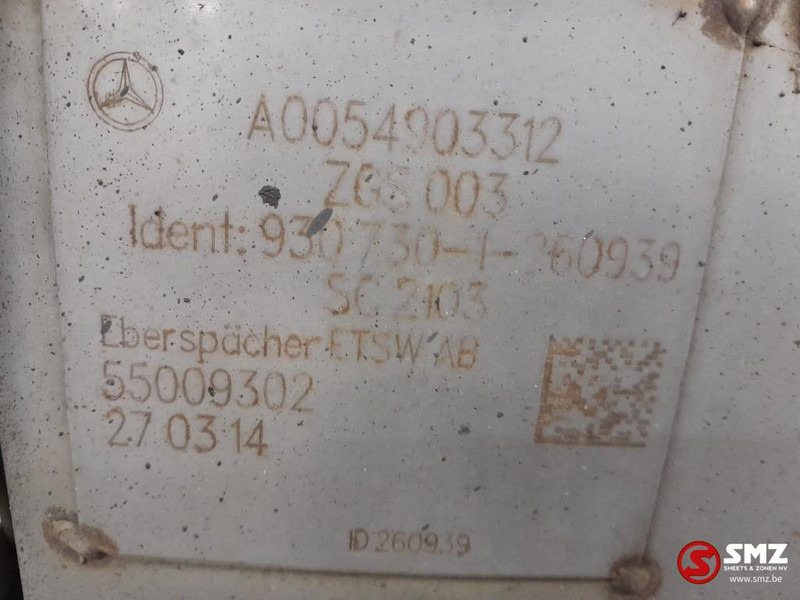 A0054903312
ZGS 003
Ident: 930 730-1-260939
SC 2103
Eberspächer ETSW AB
55009302
27 03 14
ID 260939
SMZ
SHEETS & ZONEN NV
www.smz.be